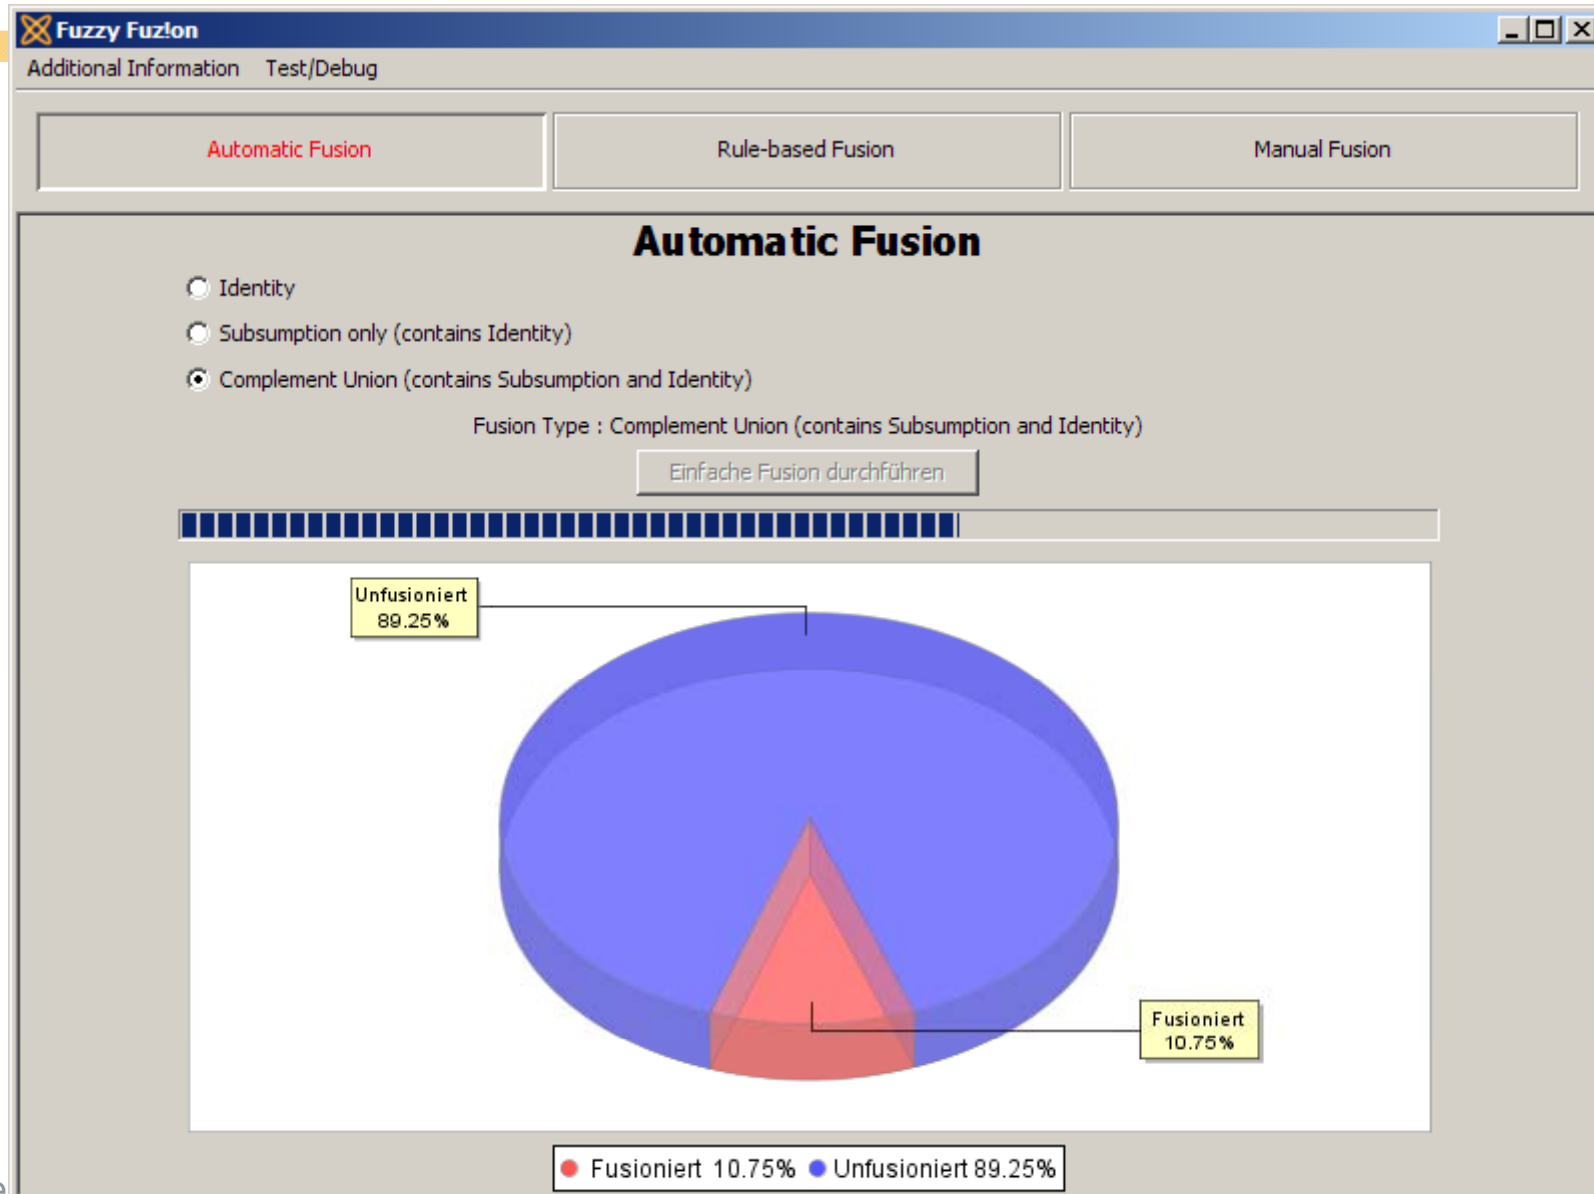 Fuzzy Fuz!on
Additional Information Test/Debug
Automatic Fusion Rule-based Fusion Manual Fusion
Automatic Fusion
Identity
Subsumption only (contains Identity)
Complement Union (contains Subsumption and Identity)
Fusion Type : Complement Union (contains Subsumption and Identity)
Einfache Fusion durchführen
Unfusioniert
89.25%
Fusioniert
10.75%
Fusioniert 10.75% Unfusioniert 89.25%